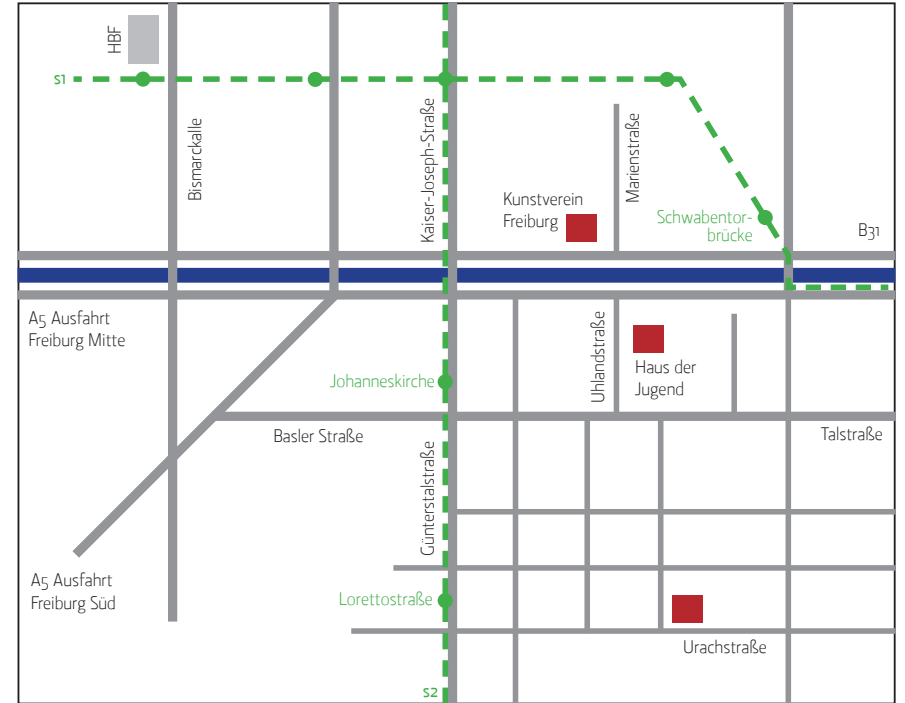 HBF
S1
Bismarckalle
Kaiser-Joseph-Straße
Marienstraße
Kunstverein
Freiburg
Schwabentor-
brücke
B31
A5 Ausfahrt
Freiburg Mitte
Uhlandstraße
Haus der
Jugend
Johanneskirche
Basler Straße
Talstraße
Günterstalstraße
A5 Ausfahrt
Freiburg Süd
Lorettostraße
Urachstraße
S2